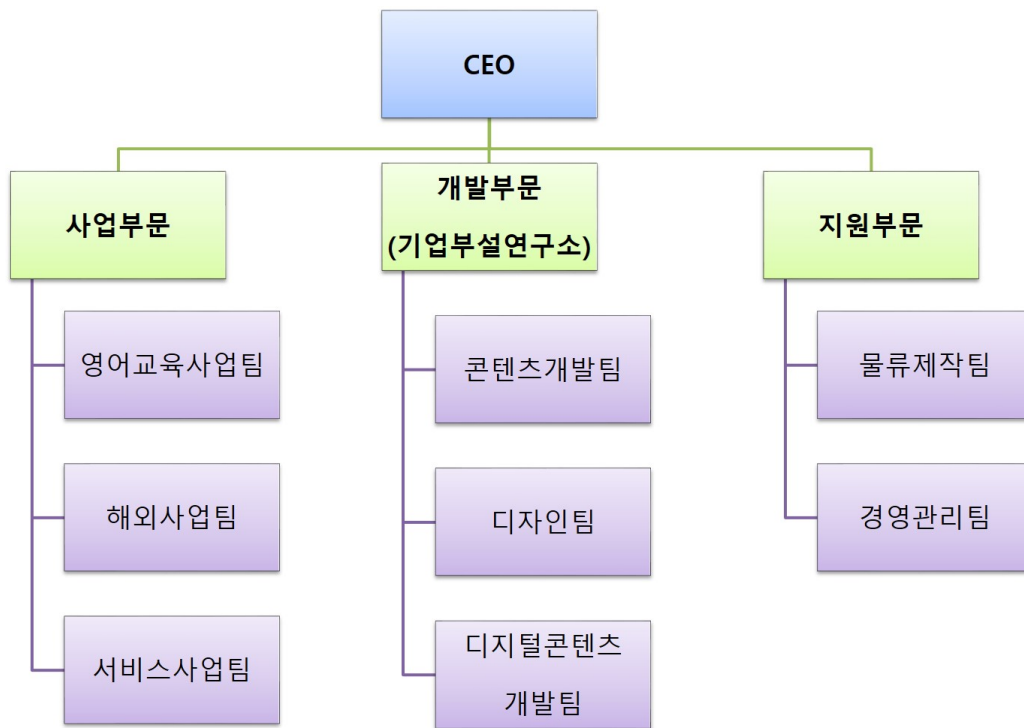 CEO
사업부문
영어교육사업팀
해외사업팀
서비스사업팀
개발부문
(기업부설연구소)
콘텐츠개발팀
디자인팀
디지털콘텐츠
개발팀
지원부문
물류제작팀
경영관리팀